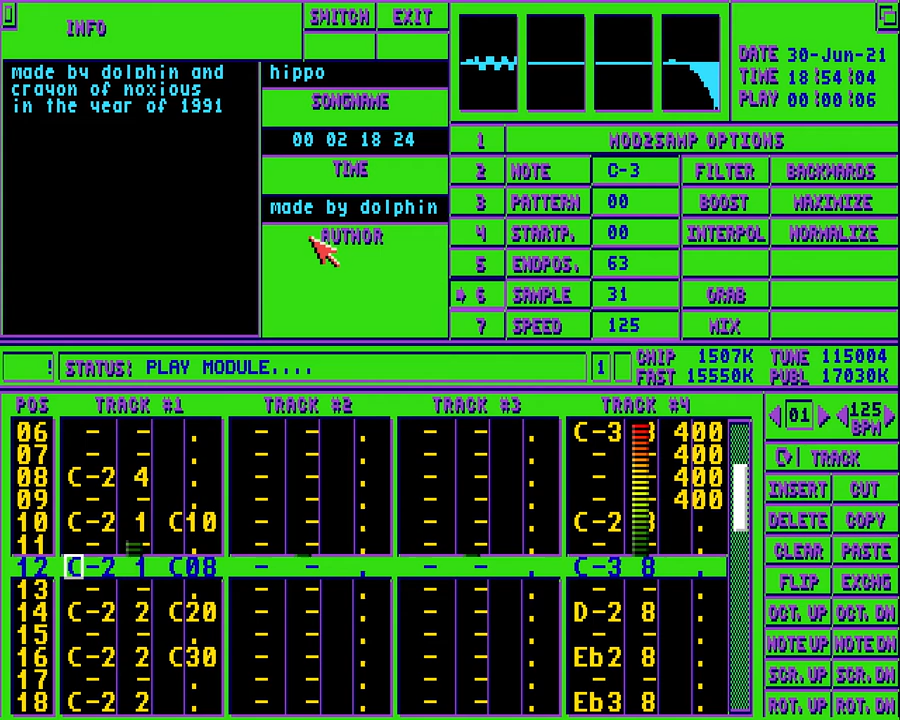 INFO
SWITCH EXIT
made by dolphin and
crayon of noxious
in the year of 1991
hippo
SONGNAME
00 02 18 24
TIME
made by dolphin
AUTHOR
DATE 30-Jun-21
TIME 18:54:04
PLAY 00:00:06
1 MOD2SAMP OPTIONS
2 NOTE C-3 FILTER BACKWARDS
3 PATTERN 00 BOOST MAXIMIZE
4 STARTP. 00 INTERPOL NORMALIZE
5 ENDPOS. 63
6 SAMPLE 31 GRAB
7 SPEED 125 MIX
! STATUS: PLAY MODULE.... 1
CHIP 1507K TUNE 115004
FAST 15550K PUBL 17030K
POS TRACK #1 TRACK #2 TRACK #3 TRACK #4
06 - - . - - . - - . C-3 400
07 - - . - - . - - . - 400
08 C-2 4 . - - . - - . - 400
09 - - . - - . - - . - 400
10 C-2 1 C10 - - . - - . C-2 .
11 - - . - - . - - . - .
12 C-2 1 C08 - - . - - . C-3 8 .
13 - - . - - . - - . - - .
14 C-2 2 C20 - - . - - . D-2 8 .
15 - - . - - . - - . - - .
16 C-2 2 C30 - - . - - . Eb2 8 .
17 - - . - - . - - . - - .
18 C-2 2 . - - . - - . Eb3 8 .
01 125 BPM
TRACK
INSERT CUT
DELETE COPY
CLEAR PASTE
FLIP EXCHG
OCT. UP OCT. DN
NOTE UP NOTE DN
SCR. UP SCR. DN
ROT. UP ROT. DN